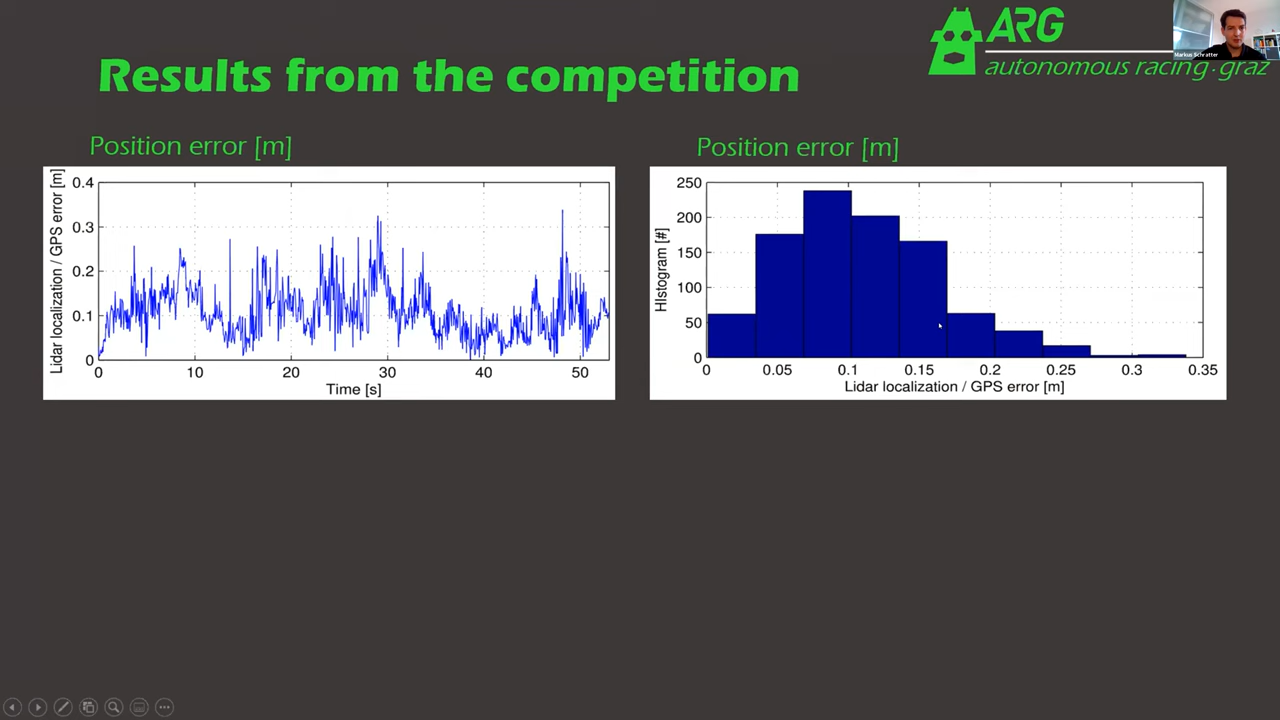 ARG
autonomous racing·graz
Markus Schratter
Results from the competition
Position error [m]
Lidar localization / GPS error [m]
0.4
0.3
0.2
0.1
0
0 10 20 30 40 50
Time [s]
Position error [m]
HIstogram [#]
250
200
150
100
50
0
0 0.05 0.1 0.15 0.2 0.25 0.3 0.35
Lidar localization / GPS error [m]